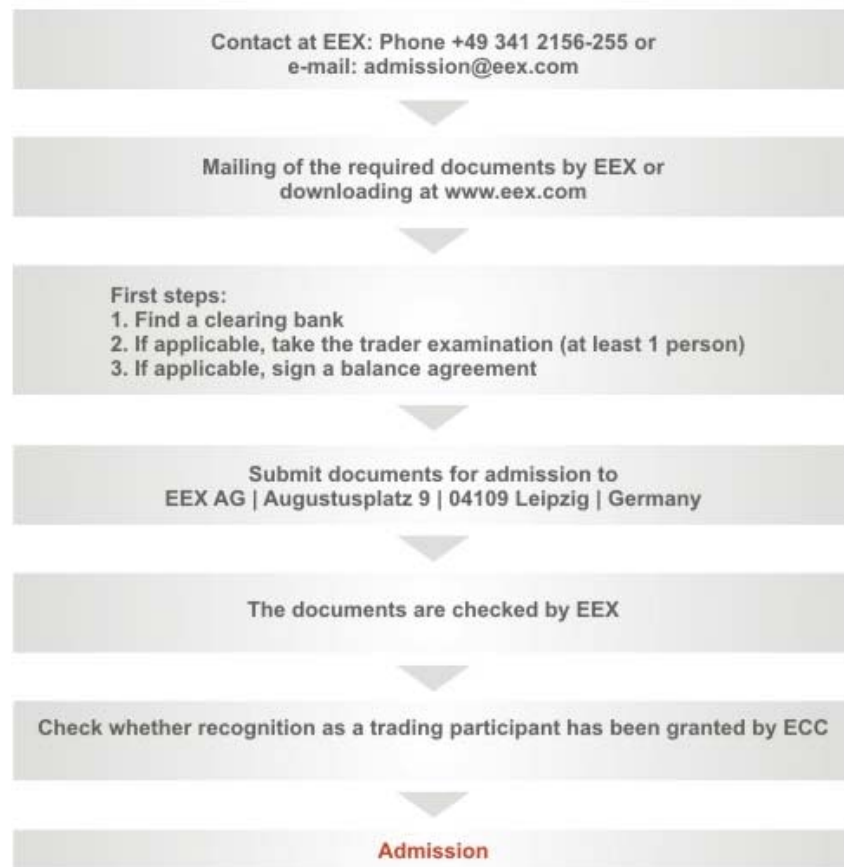 Contact at EEX: Phone +49 341 2156-255 or
e-mail: admission@eex.com
Mailing of the required documents by EEX or
downloading at www.eex.com
First steps:
1. Find a clearing bank
2. If applicable, take the trader examination (at least 1 person)
3. If applicable, sign a balance agreement
Submit documents for admission to
EEX AG | Augustusplatz 9 | 04109 Leipzig | Germany
The documents are checked by EEX
Check whether recognition as a trading participant has been granted by ECC
Admission